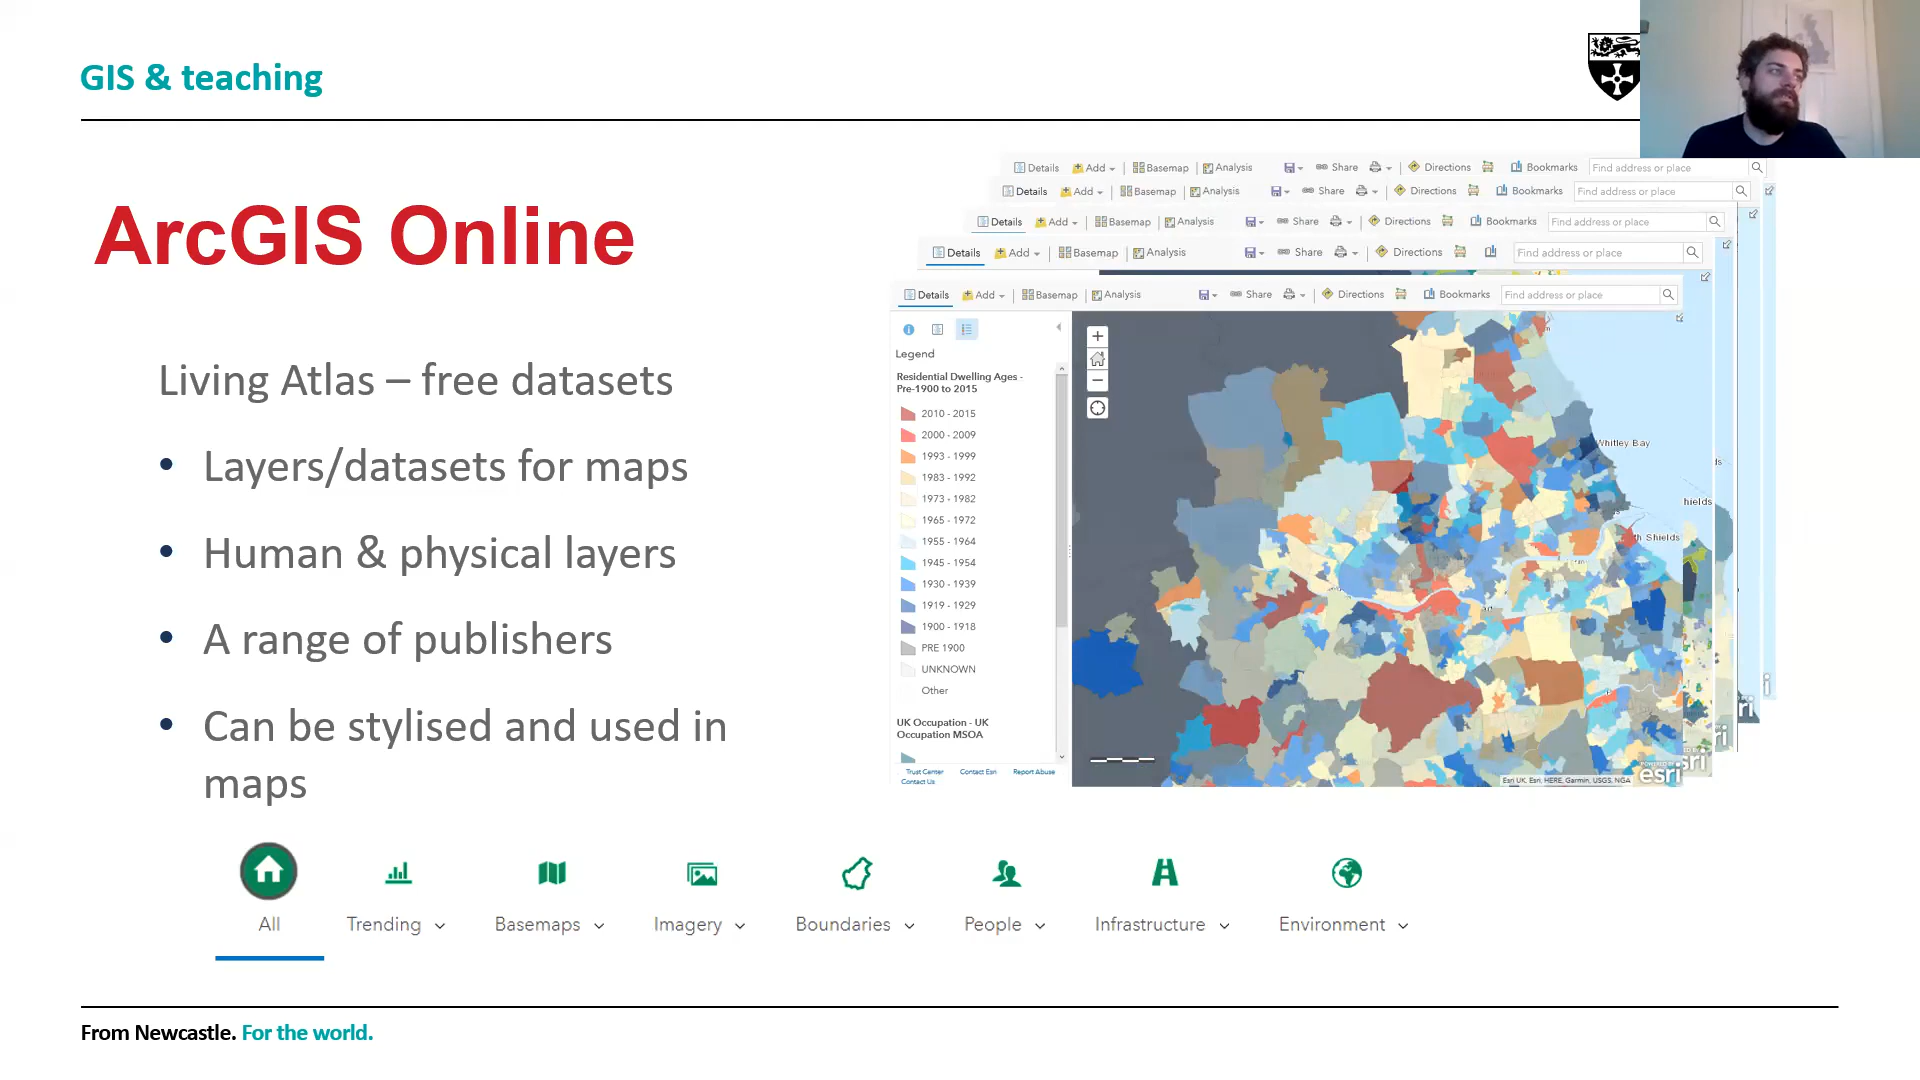 GIS & teaching
ArcGIS Online
Living Atlas – free datasets
• Layers/datasets for maps
• Human & physical layers
• A range of publishers
• Can be stylised and used in
maps
Details Add Basemap Analysis Share Directions Bookmarks Find address or place
Details Add Basemap Analysis Share Directions Bookmarks Find address or place
Details Add Basemap Analysis Share Directions Bookmarks Find address or place
Details Add Basemap Analysis Share Directions Find address or place
Details Add Basemap Analysis Share Directions Bookmarks Find address or place
Legend
Residential Dwelling Ages -
Pre-1900 to 2015
2010 - 2015
2000 - 2009
1993 - 1999
1983 - 1992
1973 - 1982
1965 - 1972
1955 - 1964
1945 - 1954
1930 - 1939
1919 - 1929
1900 - 1918
PRE 1900
UNKNOWN
Other
UK Occupation - UK
Occupation MSOA
Trust Center Contact Esri Report Abuse
Contact Us
Whitley Bay
hields
th Shields
Esri UK, Esri, HERE, Garmin, USGS, NGA
POWERED BY
esri
All Trending Basemaps Imagery Boundaries People Infrastructure Environment
From Newcastle. For the world.